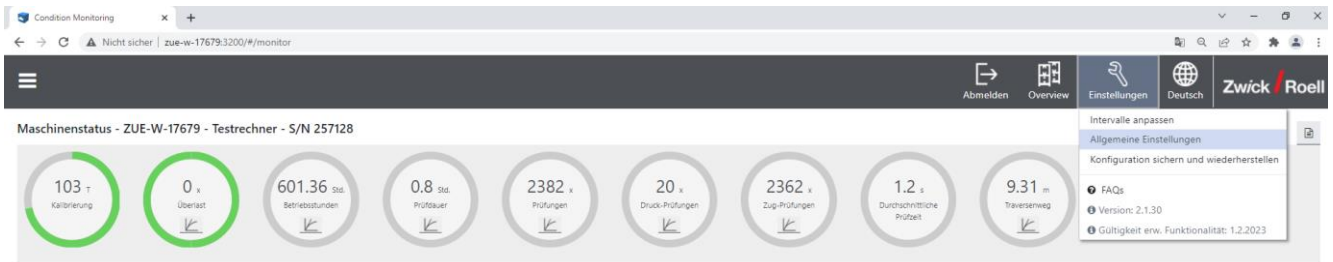 Condition Monitoring
Nicht sicher | zue-w-17679:3200/#/monitor
Abmelden
Overview
Einstellungen
Deutsch
Zwick Roell
Maschinenstatus - ZUE-W-17679 - Testrechner - S/N 257128
Intervalle anpassen
Allgemeine Einstellungen
Konfiguration sichern und wiederherstellen
FAQs
Version: 2.1.30
Gültigkeit erw. Funktionalität: 1.2.2023
103 T
Kalibrierung
0 x
Überlast
601.36 Std.
Betriebsstunden
0.8 Std.
Prüfdauer
2382 x
Prüfungen
20 x
Druck-Prüfungen
2362 x
Zug-Prüfungen
1.2 s
Durchschnittliche
Prüfzeit
9.31 m
Traversenweg